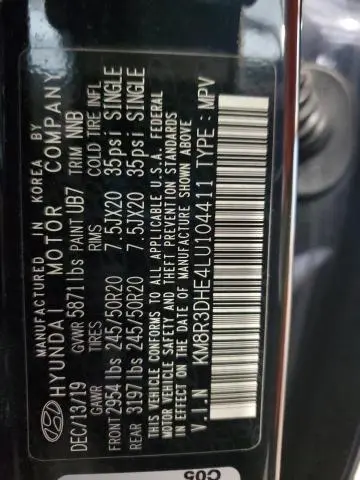 MANUFACTURED IN KOREA BY
HYUNDAI MOTOR COMPANY
DEC/13/19 GVWR 5871 lbs PAINT UB7 TRIM NNB
GAWR TIRES RIMS COLD TIRE INFL
FRONT 2954 lbs 245/50R20 7.5JX20 35psi SINGLE
REAR 3197 lbs 245/50R20 7.5JX20 35psi SINGLE
THIS VEHICLE CONFORMS TO ALL APPLICABLE U.S.A. FEDERAL
MOTOR VEHICLE SAFETY, AND THEFT PREVENTION STANDARDS
IN EFFECT ON THE DATE OF MANUFACTURE SHOWN ABOVE.
V.I.N : KM8R3DHE4LU104411 TYPE : MPV
C05